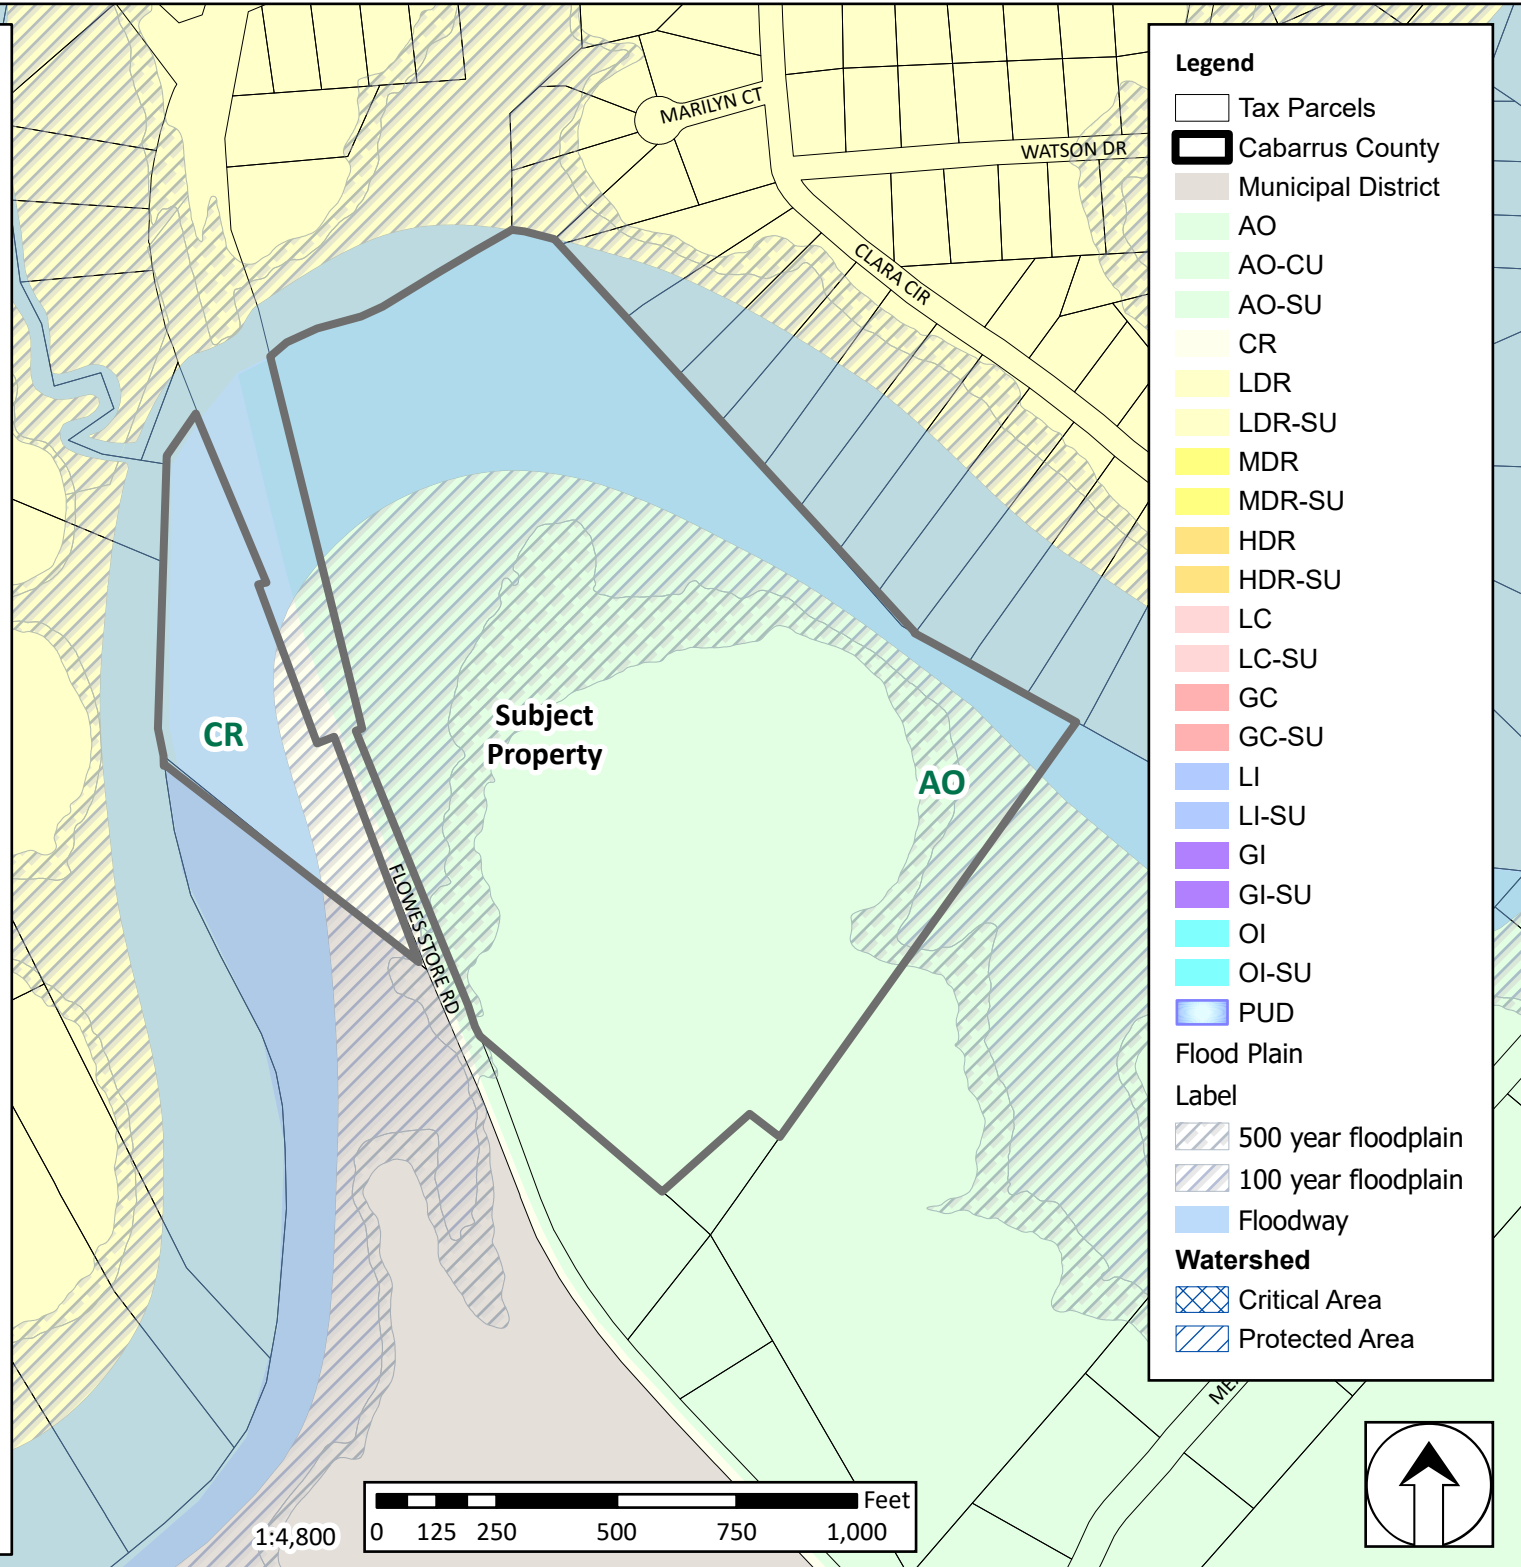 MARILYN CT
WATSON DR
CLARA CIR
CR
Subject
Property
AO
FLOWES STORE RD
1:4,800
Feet
0 125 250 500 750 1,000
Legend
Tax Parcels
Cabarrus County
Municipal District
AO
AO-CU
AO-SU
CR
LDR
LDR-SU
MDR
MDR-SU
HDR
HDR-SU
LC
LC-SU
GC
GC-SU
LI
LI-SU
GI
GI-SU
OI
OI-SU
PUD
Flood Plain
Label
500 year floodplain
100 year floodplain
Floodway
Watershed
Critical Area
Protected Area